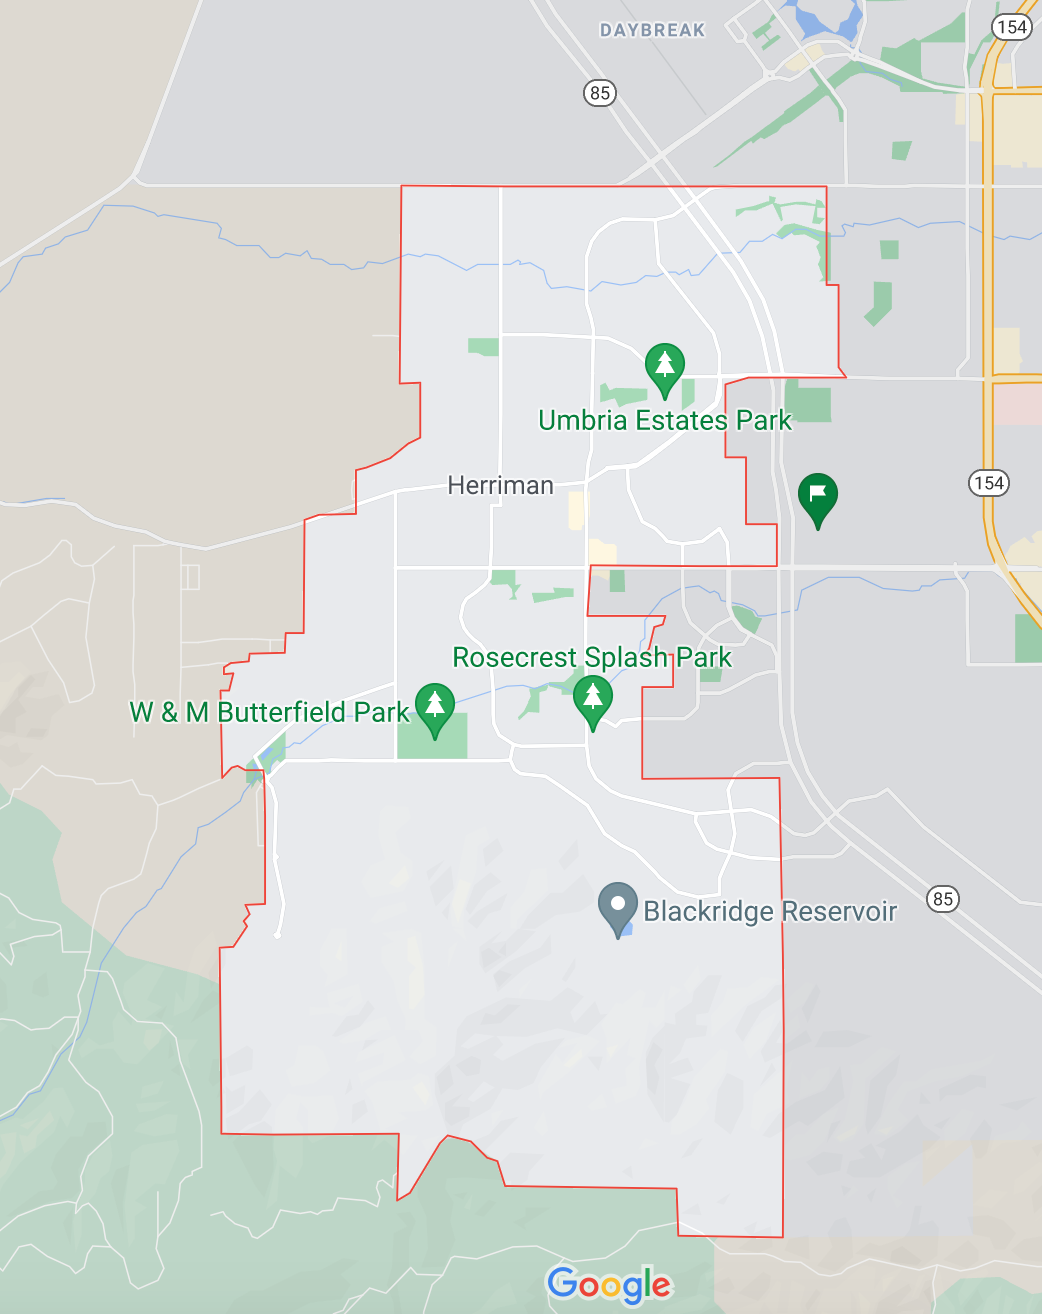 DAYBREAK
154
85
Umbria Estates Park
Herriman
154
Rosecrest Splash Park
W & M Butterfield Park
85
Blackridge Reservoir
Google